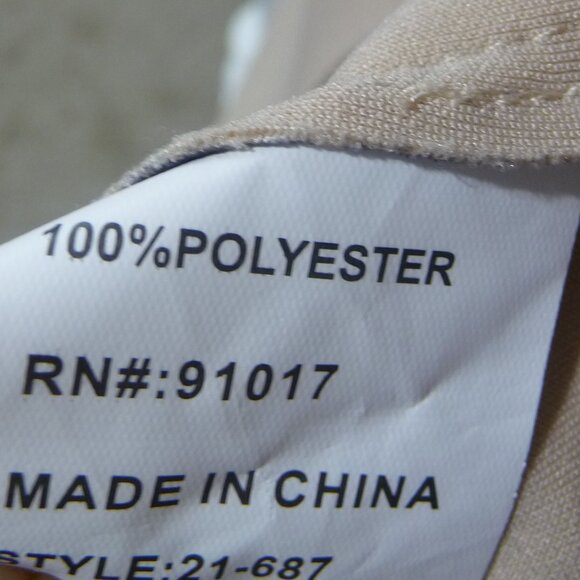 100%POLYESTER
RN#:91017
MADE IN CHINA
STYLE:21-687